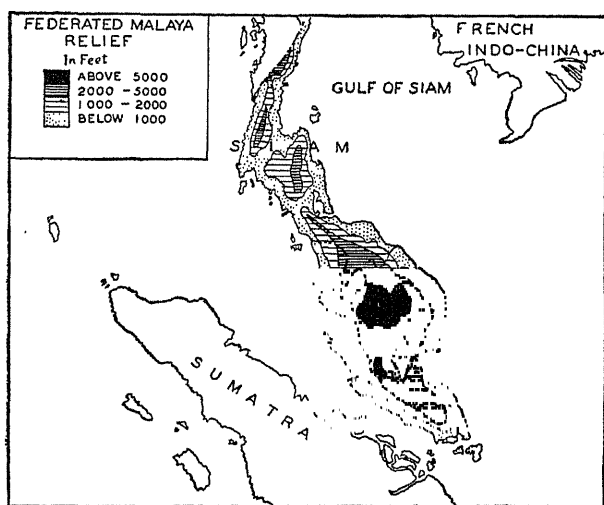 FEDERATED MALAYA
RELIEF
In Feet
ABOVE 5000
2000 - 5000
1000 - 2000
BELOW 1000
FRENCH
INDO-CHINA
GULF OF SIAM
SIAM
SUMATRA